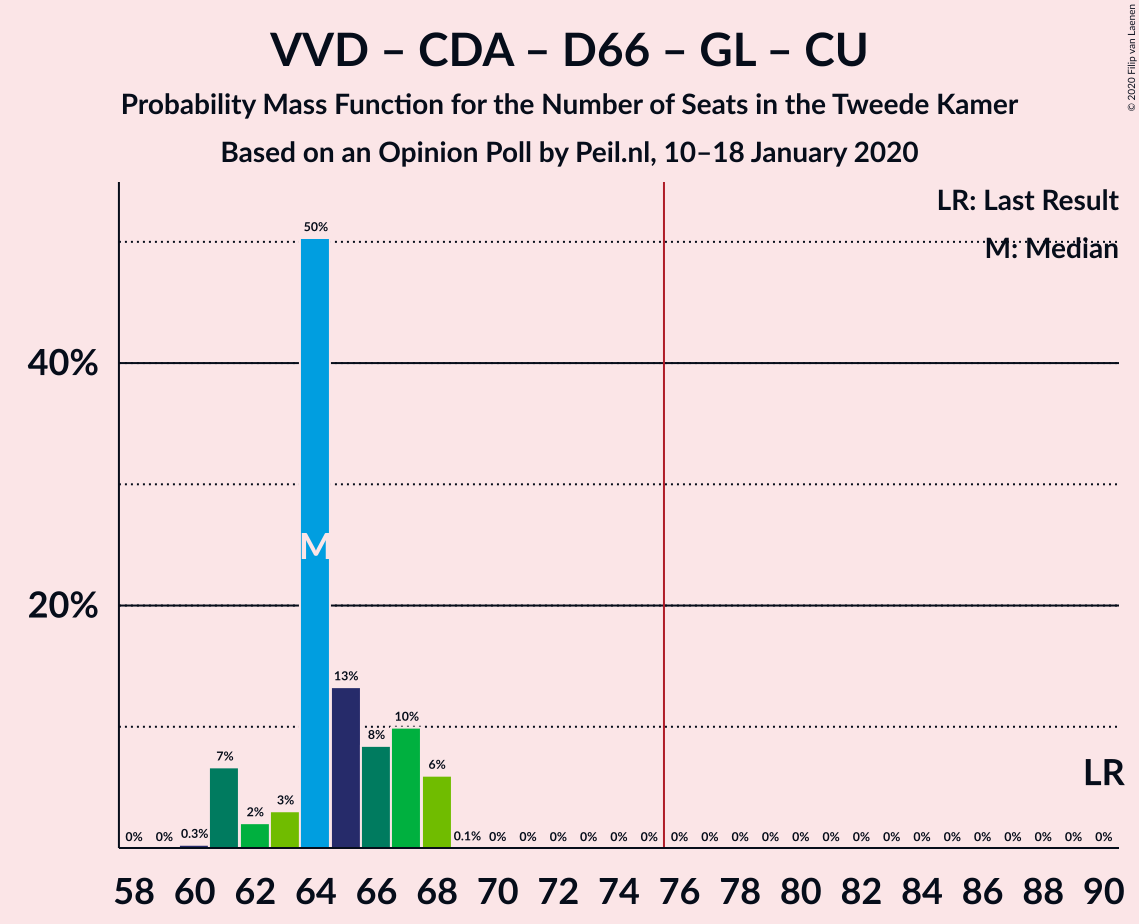 © 2020 Filip van Laenen
VVD – CDA – D66 – GL – CU
Probability Mass Function for the Number of Seats in the Tweede Kamer
Based on an Opinion Poll by Peil.nl, 10–18 January 2020
LR: Last Result
M: Median
50%
40%
M
20%
13%
10%
8%
7%
6%
3%
2%
LR
0% 0% 0.3% 0.1% 0% 0% 0% 0% 0% 0% 0% 0% 0% 0% 0% 0% 0% 0% 0% 0% 0% 0% 0% 0%
58 60 62 64 66 68 70 72 74 76 78 80 82 84 86 88 90